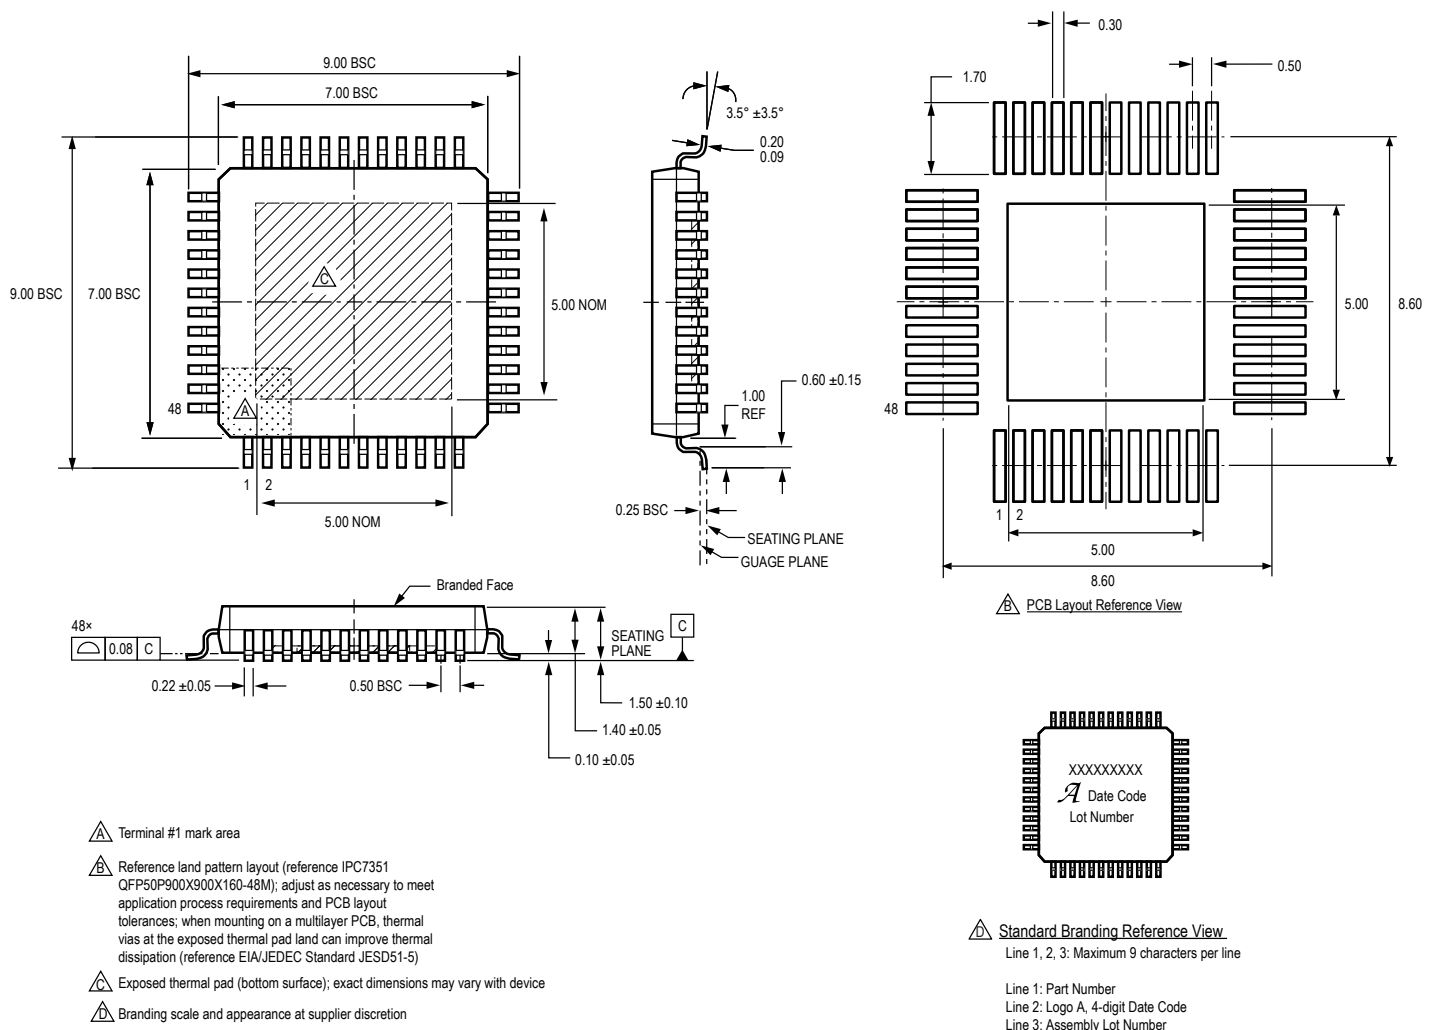 9.00 BSC
7.00 BSC
9.00 BSC
7.00 BSC
C
5.00 NOM
A
48
1 2
5.00 NOM
3.5° ±3.5°
0.20
0.09
0.60 ±0.15
1.00
REF
0.25 BSC
SEATING PLANE
GUAGE PLANE
0.30
1.70
0.50
5.00
8.60
48
1 2
5.00
8.60
B PCB Layout Reference View
Branded Face
48×
0.08 C
SEATING
PLANE
C
0.22 ±0.05
0.50 BSC
1.50 ±0.10
1.40 ±0.05
0.10 ±0.05
XXXXXXXXX
A Date Code
Lot Number
A Terminal #1 mark area
B Reference land pattern layout (reference IPC7351
QFP50P900X900X160-48M); adjust as necessary to meet
application process requirements and PCB layout
tolerances; when mounting on a multilayer PCB, thermal
vias at the exposed thermal pad land can improve thermal
dissipation (reference EIA/JEDEC Standard JESD51-5)
C Exposed thermal pad (bottom surface); exact dimensions may vary with device
D Branding scale and appearance at supplier discretion
D Standard Branding Reference View
Line 1, 2, 3: Maximum 9 characters per line
Line 1: Part Number
Line 2: Logo A, 4-digit Date Code
Line 3: Assembly Lot Number